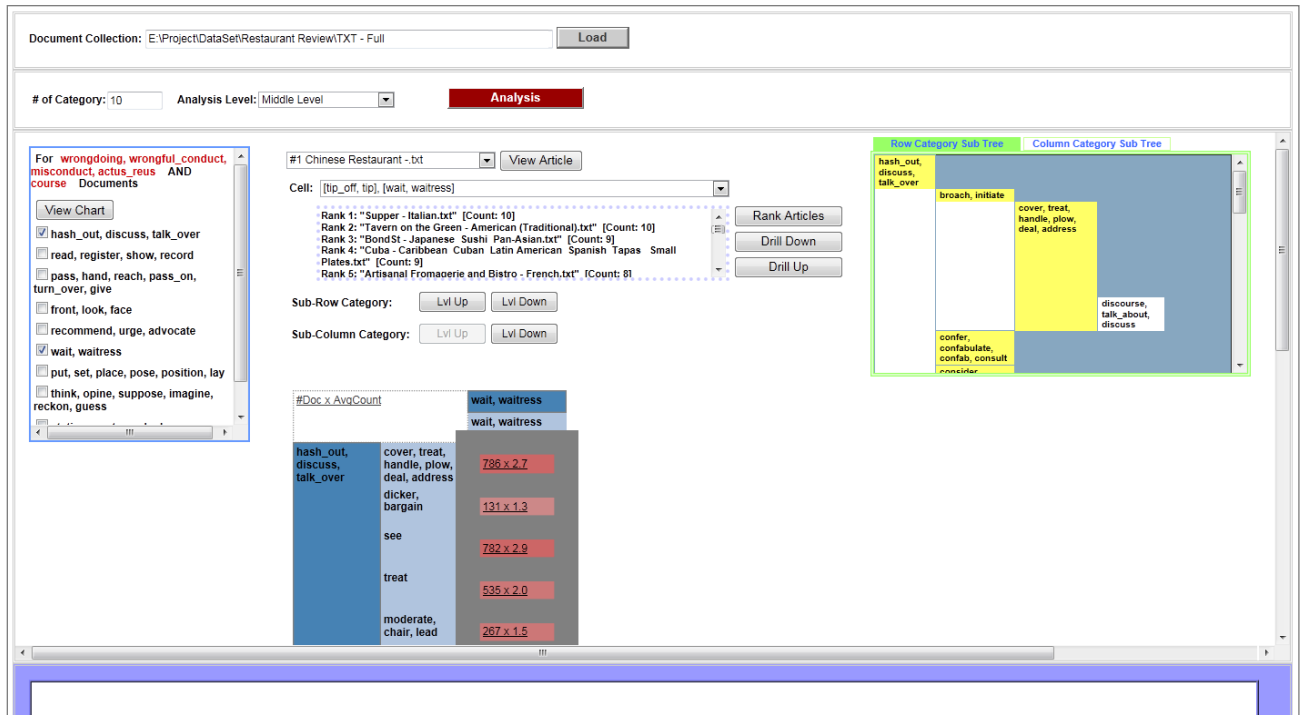 Document Collection: E:\Project\DataSet\Restaurant Review\TXT - Full Load
# of Category: 10 Analysis Level: Middle Level Analysis
For wrongdoing, wrongful_conduct,
misconduct, actus_reus AND
course Documents
View Chart
hash_out, discuss, talk_over
read, register, show, record
pass, hand, reach, pass_on,
turn_over, give
front, look, face
recommend, urge, advocate
wait, waitress
put, set, place, pose, position, lay
think, opine, suppose, imagine,
reckon, guess
#1 Chinese Restaurant -.txt View Article
Cell: [tip_off, tip], [wait, waitress]
Rank 1: "Supper - Italian.txt" [Count: 10]
Rank 2: "Tavern on the Green - American (Traditional).txt" [Count: 10]
Rank 3: "BondSt - Japanese Sushi Pan-Asian.txt" [Count: 9]
Rank 4: "Cuba - Caribbean Cuban Latin American Spanish Tapas Small
Plates.txt" [Count: 9]
Rank 5: "Artisanal Fromagerie and Bistro - French.txt" [Count: 8]
Rank Articles
Drill Down
Drill Up
Sub-Row Category: Lvl Up Lvl Down
Sub-Column Category: Lvl Up Lvl Down
Row Category Sub Tree Column Category Sub Tree
hash_out,
discuss,
talk_over
broach, initiate
cover, treat,
handle, plow,
deal, address
discourse,
talk_about,
discuss
confer,
confabulate,
confab, consult
consider
#Doc x AvgCount
wait, waitress
wait, waitress
hash_out,
discuss,
talk_over
cover, treat,
handle, plow,
deal, address
786 x 2.7
dicker,
bargain
131 x 1.3
see
782 x 2.9
treat
535 x 2.0
moderate,
chair, lead
267 x 1.5